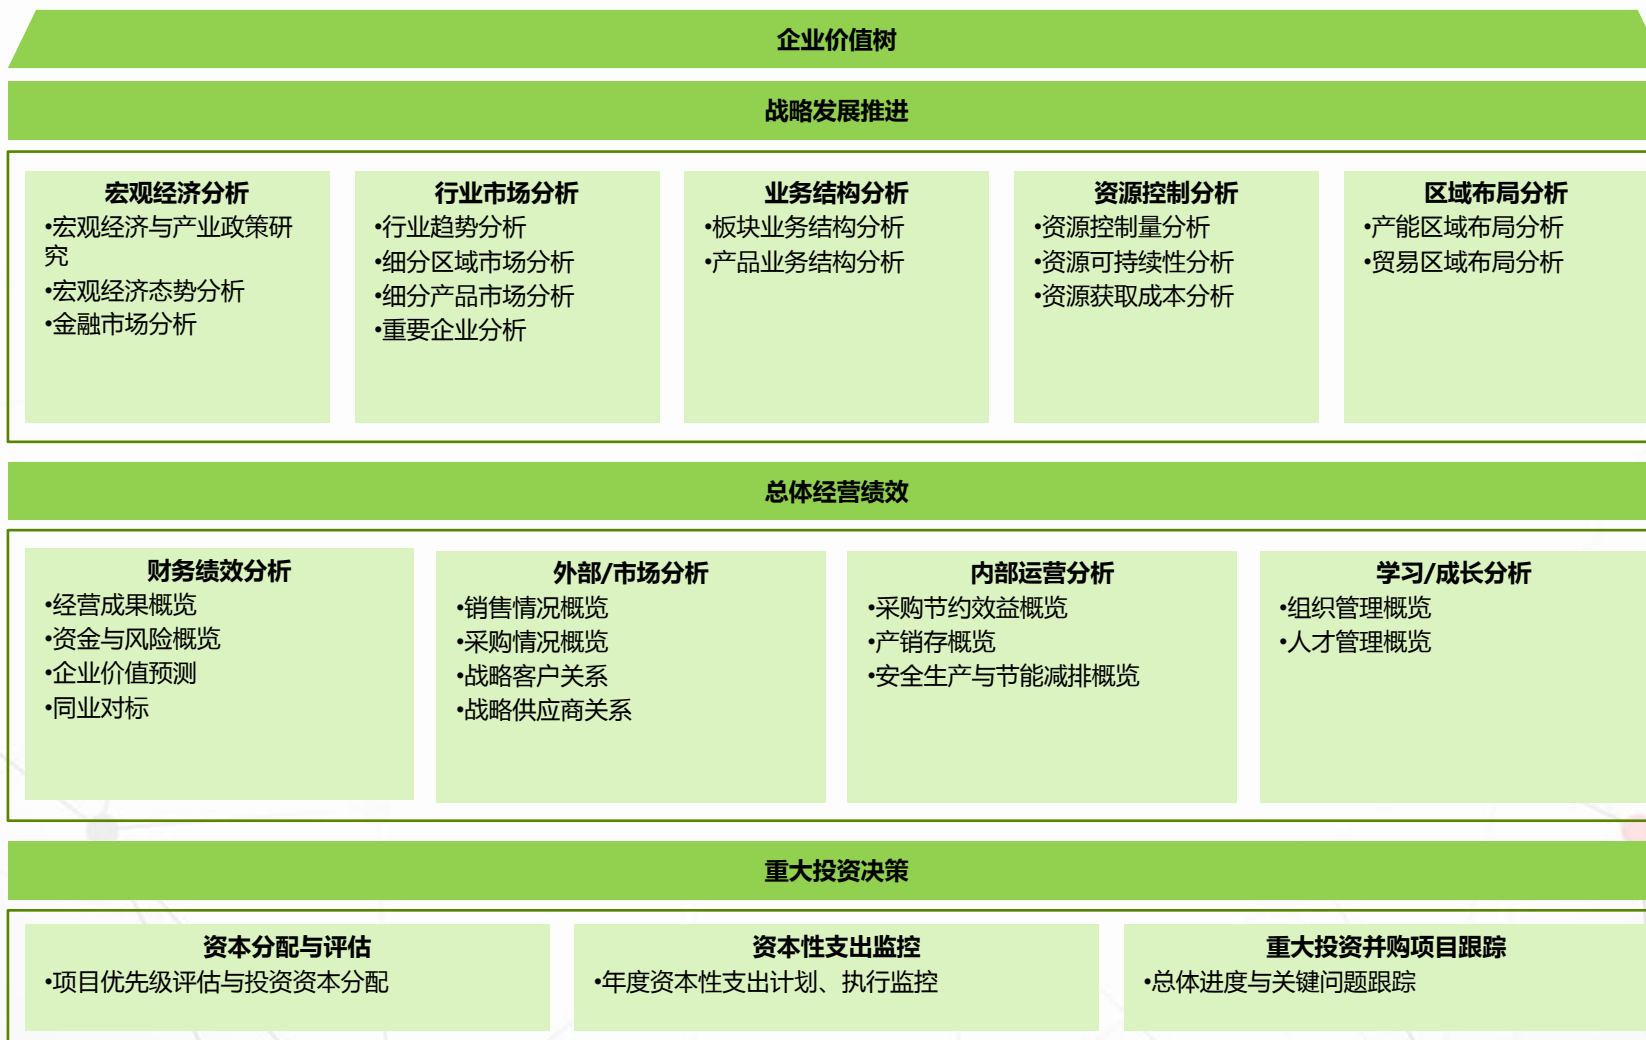 企业价值树
战略发展推进
宏观经济分析
•宏观经济与产业政策研
究
•宏观经济态势分析
•金融市场分析
行业市场分析
•行业趋势分析
•细分区域市场分析
•细分产品市场分析
•重要企业分析
业务结构分析
•板块业务结构分析
•产品业务结构分析
资源控制分析
•资源控制量分析
•资源可持续性分析
•资源获取成本分析
区域布局分析
•产能区域布局分析
•贸易区域布局分析
总体经营绩效
财务绩效分析
•经营成果概览
•资金与风险概览
•企业价值预测
•同业对标
外部/市场分析
•销售情况概览
•采购情况概览
•战略客户关系
•战略供应商关系
内部运营分析
•采购节约效益概览
•产销存概览
•安全生产与节能减排概览
学习/成长分析
•组织管理概览
•人才管理概览
重大投资决策
资本分配与评估
•项目优先级评估与投资资本分配
资本性支出监控
•年度资本性支出计划、执行监控
重大投资并购项目跟踪
•总体进度与关键问题跟踪